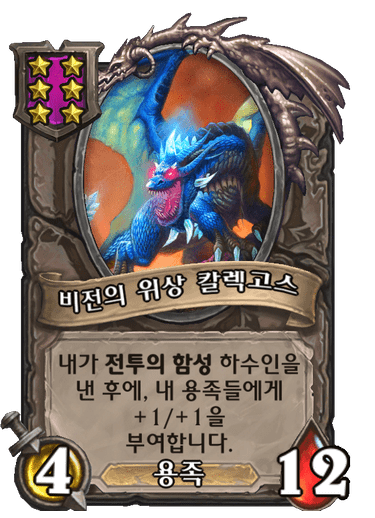 비전의 위상 칼렉고스
내가 전투의 함성 하수인을
낸 후에, 내 용족들에게
+1/+1을
부여합니다.
4
용족
12